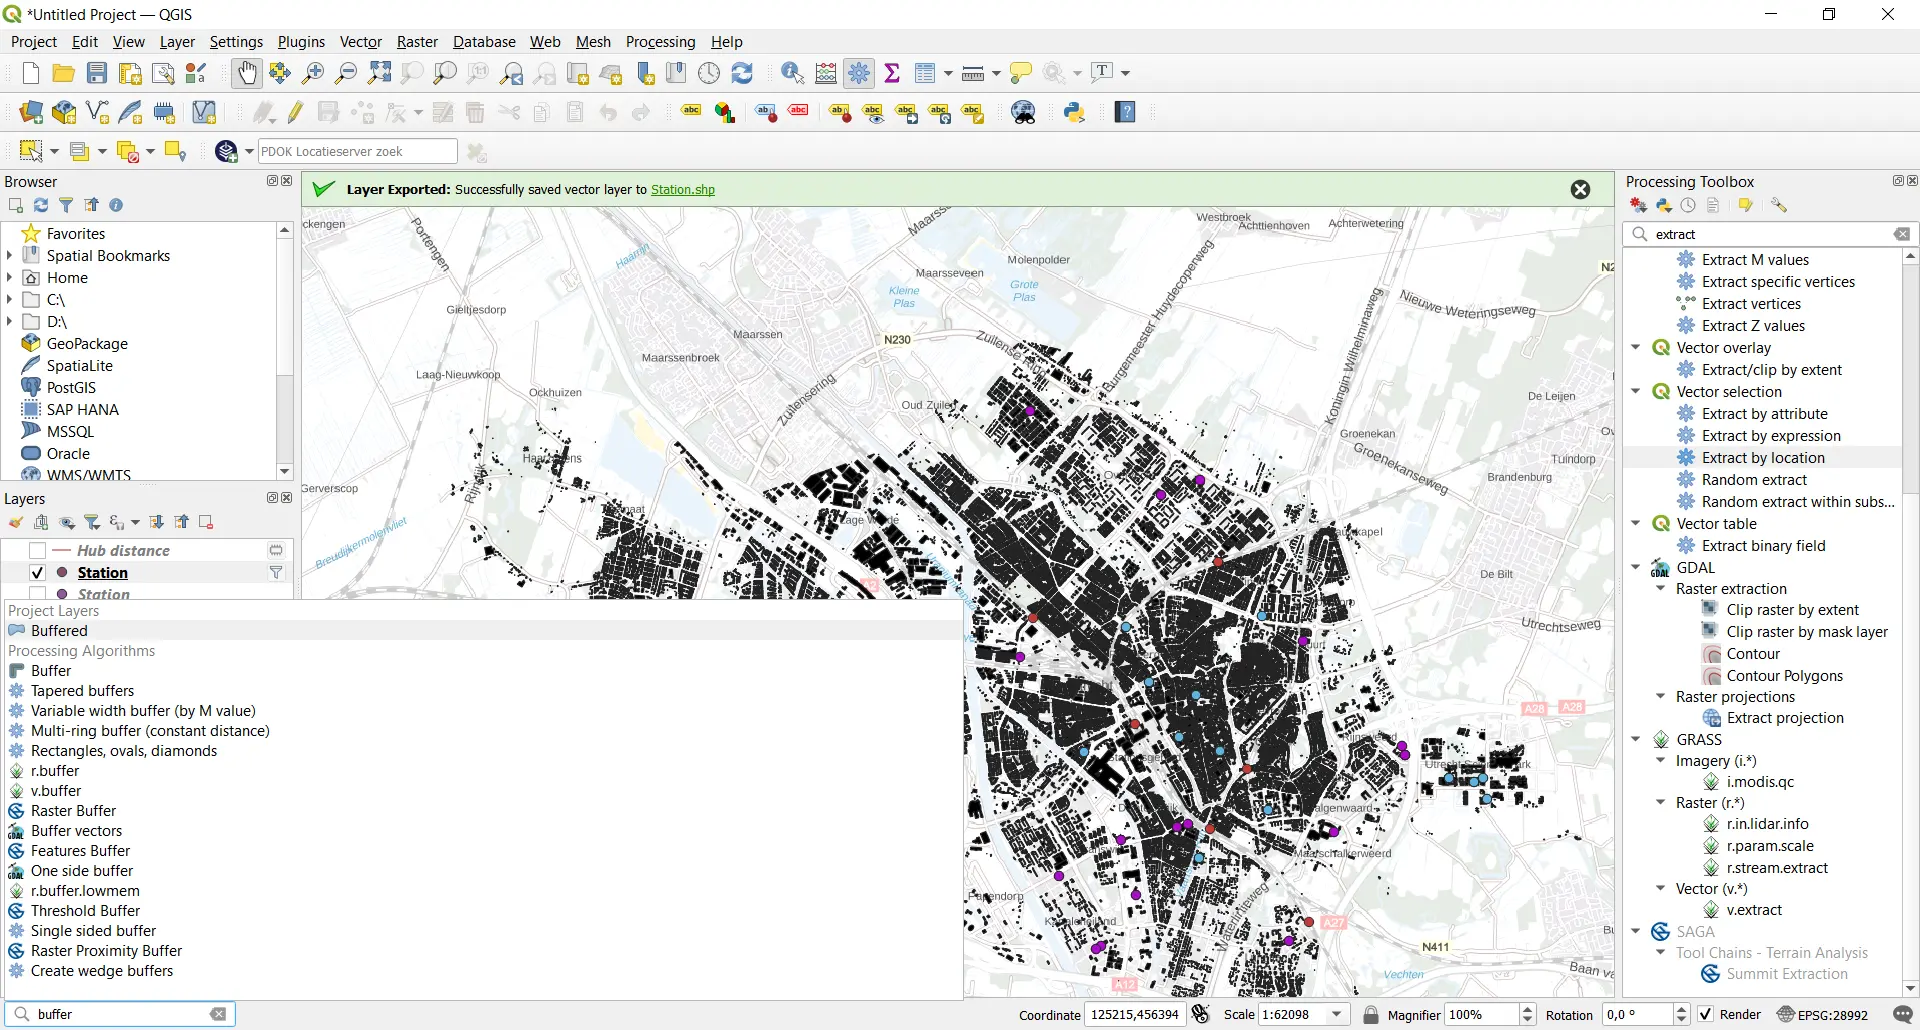 *Untitled Project — QGIS
Project Edit View Layer Settings Plugins Vector Raster Database Web Mesh Processing Help
PDOK Locatieserver zoek
Browser
Favorites
Spatial Bookmarks
Home
C:\
D:\
GeoPackage
SpatiaLite
PostGIS
SAP HANA
MSSQL
Oracle
WMS/WMTS
Layers
Hub distance
Station
Station
Project Layers
Buffered
Processing Algorithms
Buffer
Tapered buffers
Variable width buffer (by M value)
Multi-ring buffer (constant distance)
Rectangles, ovals, diamonds
r.buffer
v.buffer
Raster Buffer
Buffer vectors
Features Buffer
One side buffer
r.buffer.lowmem
Threshold Buffer
Single sided buffer
Raster Proximity Buffer
Create wedge buffers
buffer
Layer Exported: Successfully saved vector layer to Station.shp
ckengen
Portengen
Haarrijn
Westbroek
Achttienhoven
Achterwetering
Molenpolder
Maarsseveen
Grote
Plas
Kleine
Plas
Gieltjesdorp
Maarssen
N230
Zuilense Ring
Burgemeester Huydecoperweg
Koningin Wilhelminaweg
Nieuwe Weteringseweg
Maarssenbroek
Laag-Nieuwkoop
Ockhuizen
Zuilensering
Oud Zuilen
De Leijen
Groenekan
Groenekanseweg
Tuindorp
Brandenburg
Gerverscop
Rijndijk
Breudijkermolenvliet
Lage Weide
De Bilt
Utrechtseweg
A28 A28
Maarschalkerweerd
Papendorp
Waterlinieweg
A27
N411
Vechten
Baan va
A12
Processing Toolbox
extract
Extract M values
Extract specific vertices
Extract vertices
Extract Z values
Vector overlay
Extract/clip by extent
Vector selection
Extract by attribute
Extract by expression
Extract by location
Random extract
Random extract within subs...
Vector table
Extract binary field
GDAL
Raster extraction
Clip raster by extent
Clip raster by mask layer
Contour
Contour Polygons
Raster projections
Extract projection
GRASS
Imagery (i.*)
i.modis.qc
Raster (r.*)
r.in.lidar.info
r.param.scale
r.stream.extract
Vector (v.*)
v.extract
SAGA
Tool Chains - Terrain Analysis
Summit Extraction
Coordinate 125215,456394 Scale 1:62098 Magnifier 100% Rotation 0,0 ° Render EPSG:28992